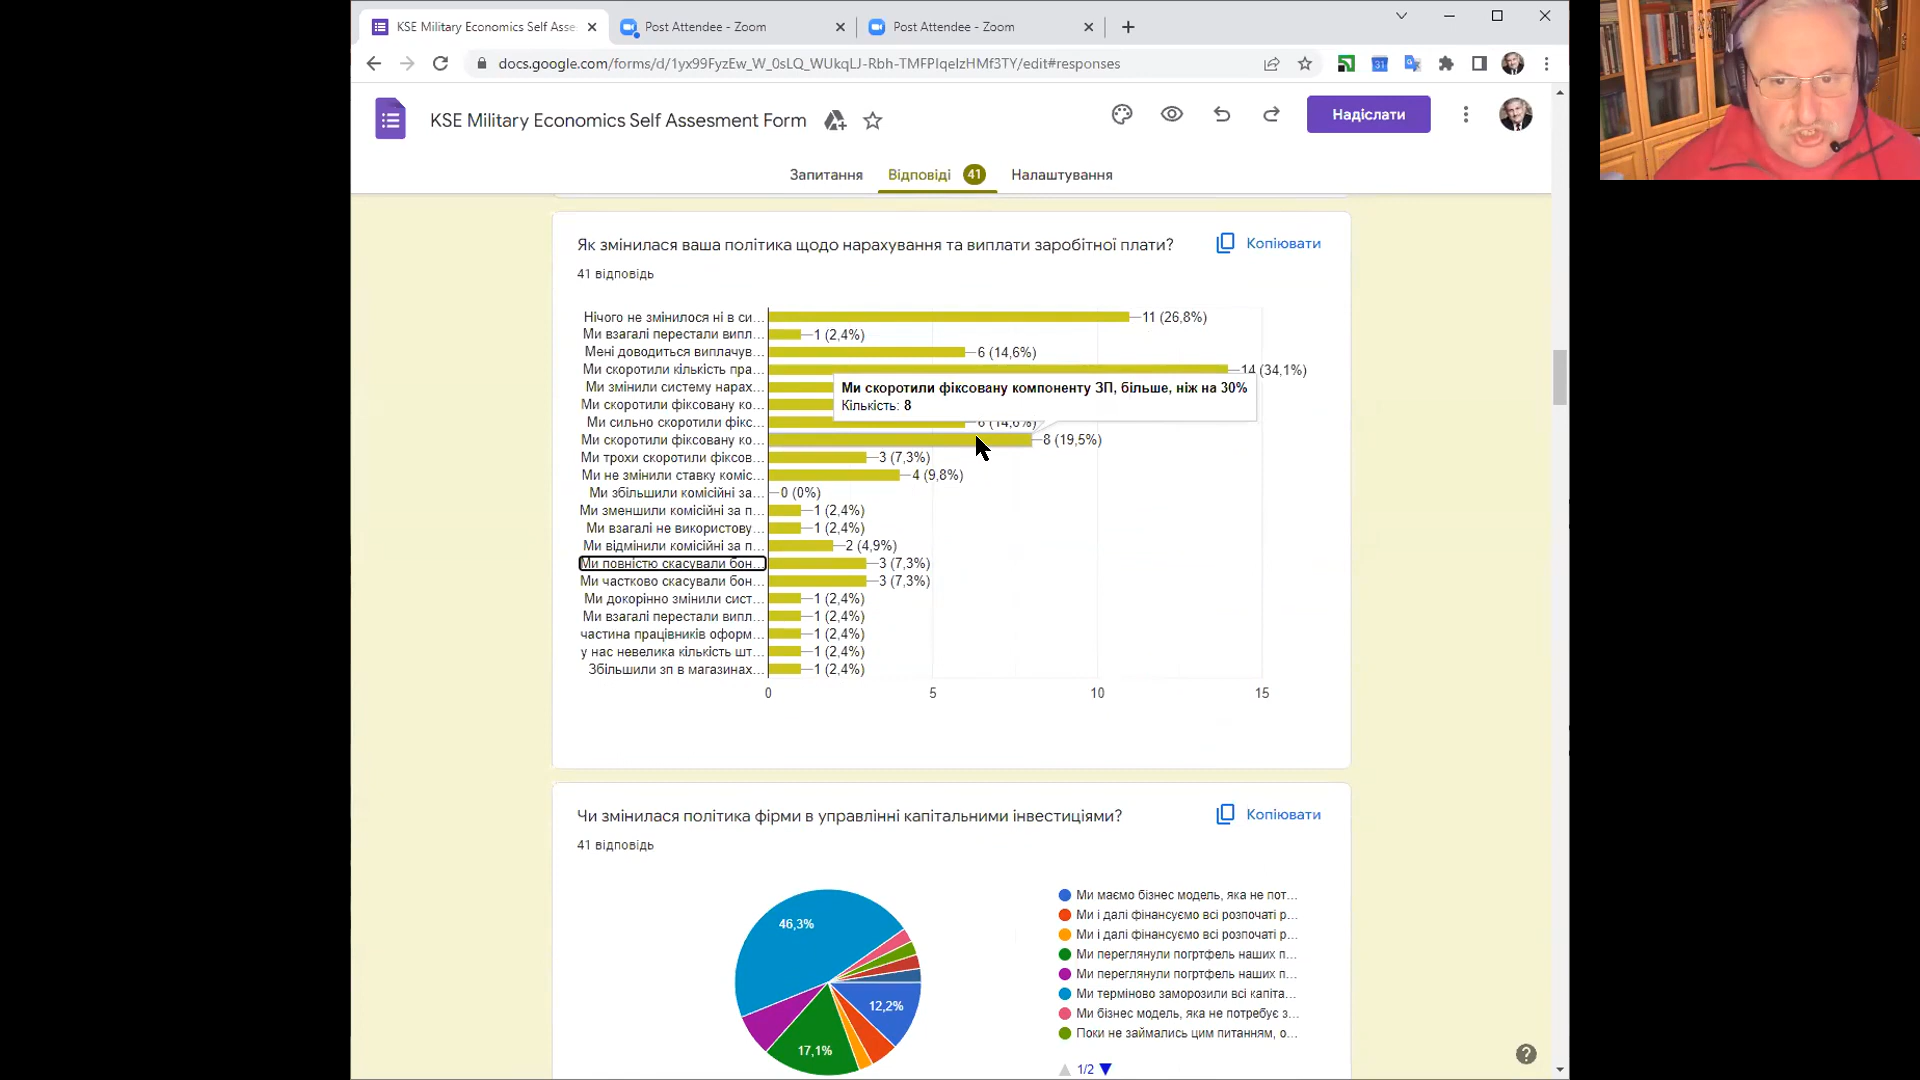 KSE Military Economics Self Asse
Post Attendee - Zoom
Post Attendee - Zoom
docs.google.com/forms/d/1yx99FyzEw_W_0sLQ_WUkqLJ-Rbh-TMFPIqelzHMf3TY/edit#responses
31
KSE Military Economics Self Assesment Form
Надіслати
Запитання
Відповіді 41
Налаштування
Як змінилася ваша політика щодо нарахування та виплати заробітної плати?
Копіювати
41 відповідь
Нічого не змінилося ні в си... 11 (26,8%)
Ми взагалі перестали випл... 1 (2,4%)
Мені доводиться виплачув... 6 (14,6%)
Ми скоротили кількість пра... 14 (34,1%)
Ми змінили систему нарах...
Ми скоротили фіксовану компоненту ЗП, більше, ніж на 30%
Кількість: 8
Ми скоротили фіксовану ко...
Ми сильно скоротили фікс... 6 (14,6%)
Ми скоротили фіксовану ко... 8 (19,5%)
Ми трохи скоротили фіксов... 3 (7,3%)
Ми не змінили ставку коміс... 4 (9,8%)
Ми збільшили комісійні за... 0 (0%)
Ми зменшили комісійні за п... 1 (2,4%)
Ми взагалі не використову... 1 (2,4%)
Ми відмінили комісійні за п... 2 (4,9%)
Ми повністю скасували бон... 3 (7,3%)
Ми частково скасували бон... 3 (7,3%)
Ми докорінно змінили сист... 1 (2,4%)
Ми взагалі перестали випл... 1 (2,4%)
частина працівників оформ... 1 (2,4%)
у нас невелика кількість шт... 1 (2,4%)
Збільшили зп в магазинах... 1 (2,4%)
0 5 10 15
Чи змінилася політика фірми в управлінні капітальними інвестиціями?
Копіювати
41 відповідь
46,3%
12,2%
17,1%
Ми маємо бізнес модель, яка не пот...
Ми і далі фінансуємо всі розпочаті р...
Ми і далі фінансуємо всі розпочаті р...
Ми переглянули погртфель наших п...
Ми переглянули погртфель наших п...
Ми терміново заморозили всі капіта...
Ми бізнес модель, яка не потребує з...
Поки не займались цим питанням, о...
1/2